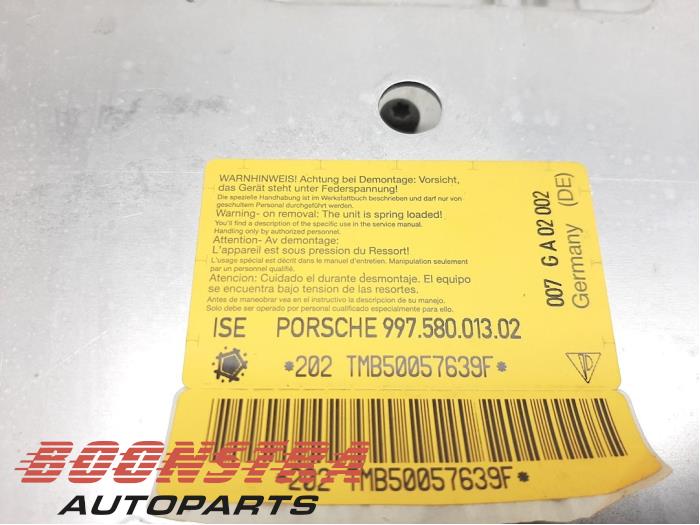 WARNHINWEIS! Achtung bei Demontage: Vorsicht,
das Gerät steht unter Federspannung!
Die spezielle Handhabung ist im Werkstattbuch beschrieben und darf nur von
geschultem Personal durchgeführt werden.
Warning- on removal: The unit is spring loaded!
You'll find a description of the specific use in the service manual.
Handling only by authorized personnel.
Attention- Av demontage:
L'appareil est sous pression du Ressort!
L'usage spécial est décrit dans le manuel d'entretien. Manipulation seulement
par un personnel qualifié.
Atencion: Cuidado el durante desmontaje. El equipo
se encuentra bajo tension de las resortes.
Antes de maneobrar vea en el instructivo la descripcion de su manejo.
Solo debe ser operado por personal cualificado especialmente para ello.
ISE PORSCHE 997.580.013.02
*202 TMB50057639F*
007 G A 02 002
Germany (DE)
*202 TMB50057639F*
BOONSTRA
AUTOPARTS